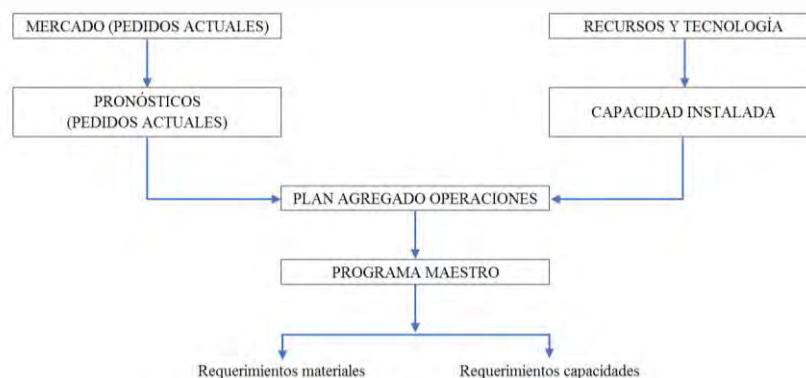 MERCADO (PEDIDOS ACTUALES)
RECURSOS Y TECNOLOGÍA
PRONÓSTICOS
(PEDIDOS ACTUALES)
CAPACIDAD INSTALADA
PLAN AGREGADO OPERACIONES
PROGRAMA MAESTRO
Requerimientos materiales
Requerimientos capacidades